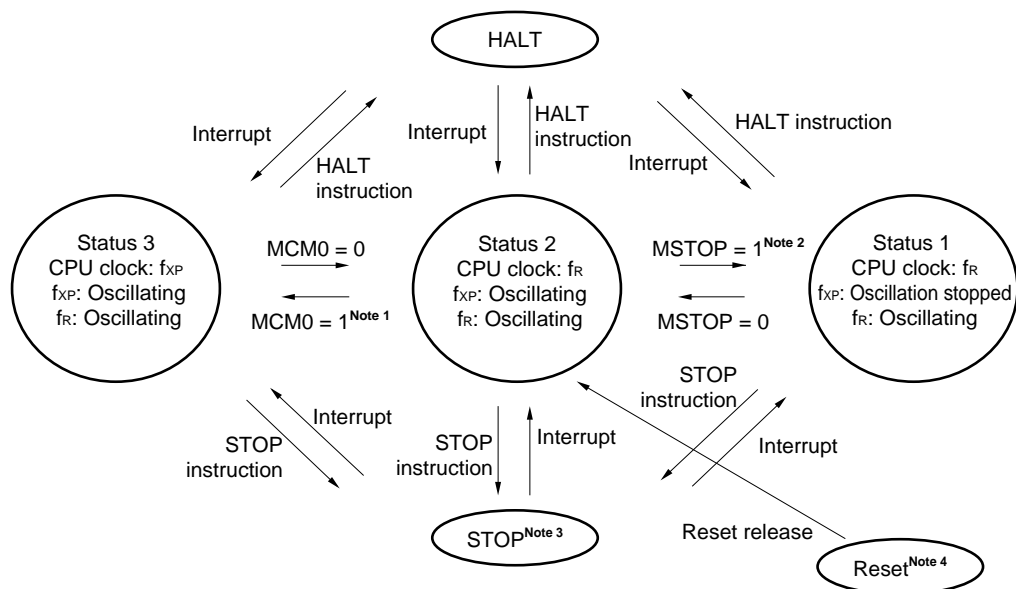 HALT
Interrupt
HALT
instruction
Interrupt
HALT
instruction
Interrupt
HALT instruction
Status 3
CPU clock: fXP
fXP: Oscillating
fR: Oscillating
MCM0 = 0
MCM0 = 1Note 1
Status 2
CPU clock: fR
fXP: Oscillating
fR: Oscillating
MSTOP = 1Note 2
MSTOP = 0
Status 1
CPU clock: fR
fXP: Oscillation stopped
fR: Oscillating
STOP
instruction
Interrupt
STOP
instruction
Interrupt
STOP
instruction
Interrupt
STOPNote 3
Reset release
ResetNote 4